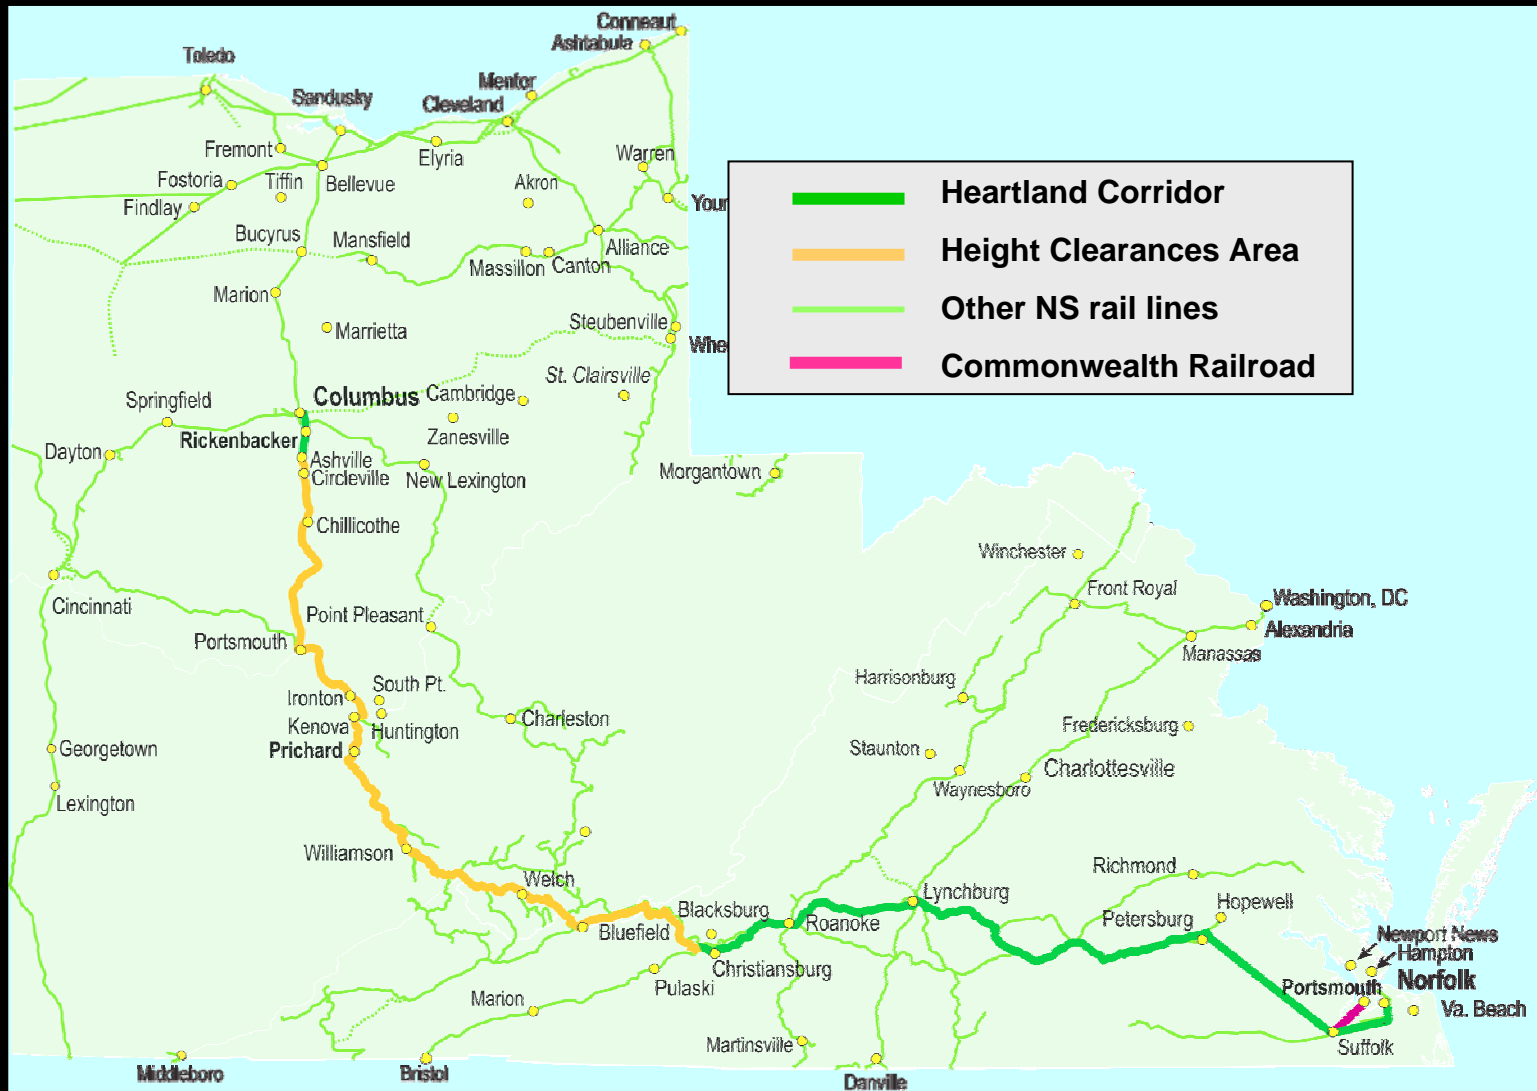 Conneaut
Ashtabula
Toledo
Mentor
Sandusky
Cleveland
Fremont
Elyria
Warren
Fostoria
Tiffin
Bellevue
Akron
Findlay
Bucyrus
Mansfield
Alliance
Massillon
Canton
Marion
Marrietta
Steubenville
St. Clairsville
Heartland Corridor
Height Clearances Area
Other NS rail lines
Commonwealth Railroad
Springfield
Columbus
Cambridge
Zanesville
Rickenbacker
Dayton
Ashville
Circleville
New Lexington
Morgantown
Chillicothe
Winchester
Front Royal
Washington, DC
Cincinnati
Point Pleasant
Alexandria
Portsmouth
Manassas
Harrisonburg
Ironton
South Pt.
Kenova
Huntington
Charleston
Fredericksburg
Georgetown
Prichard
Staunton
Charlottesville
Waynesboro
Lexington
Williamson
Richmond
Welch
Lynchburg
Hopewell
Blacksburg
Petersburg
Bluefield
Roanoke
Newport News
Hampton
Christiansburg
Norfolk
Pulaski
Portsmouth
Marion
Va. Beach
Martinsville
Suffolk
Middleboro
Bristol
Danville